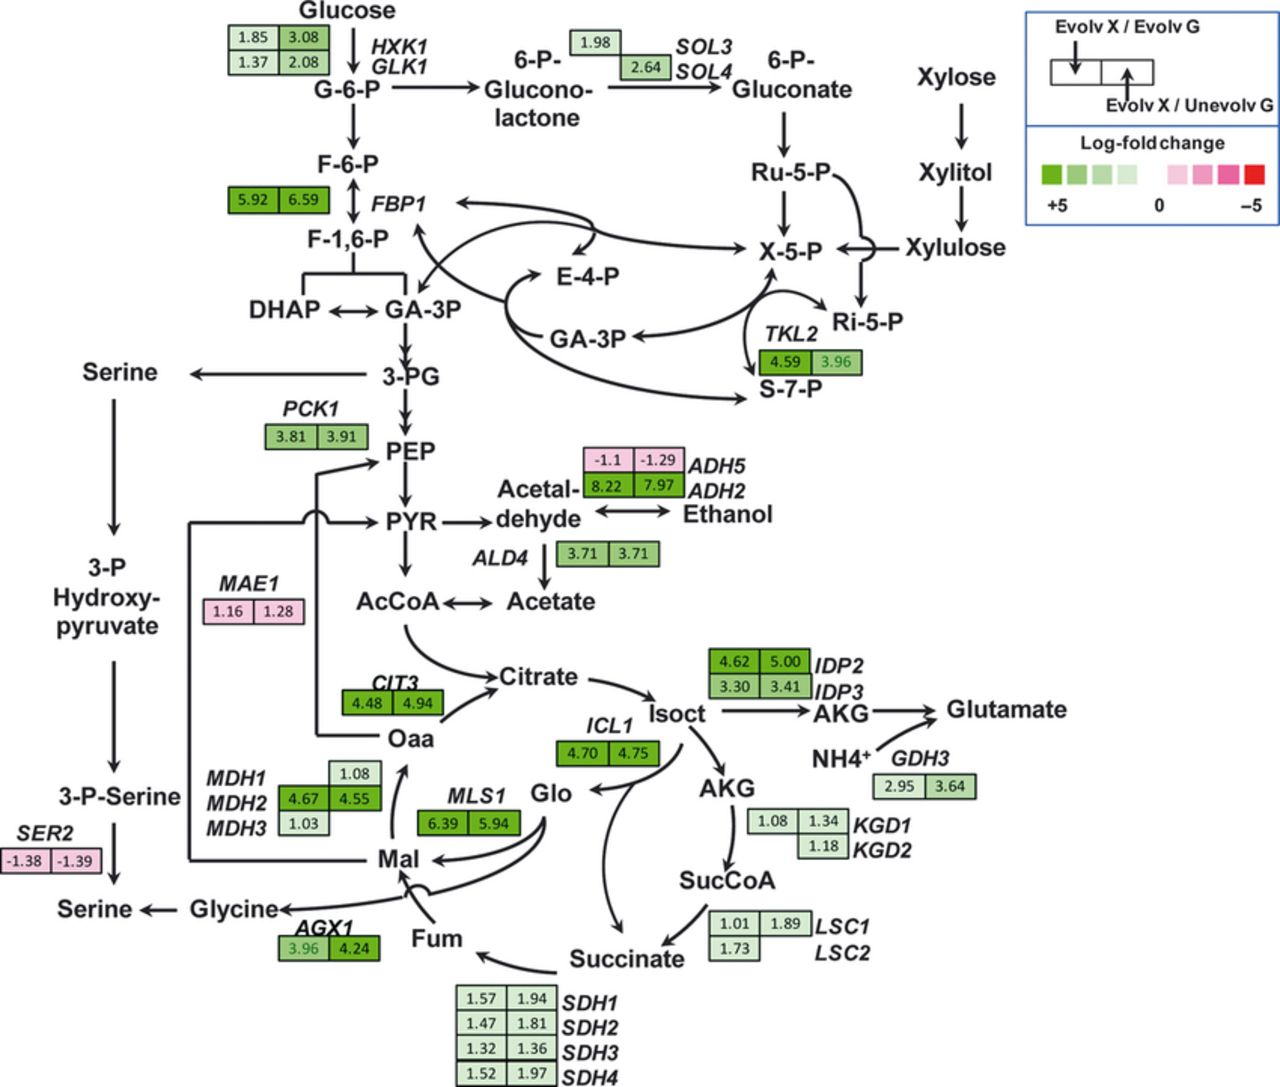 Glucose
1.85 3.08
1.37 2.08
HXK1
GLK1
G-6-P
6-P-
Glucono-
lactone
1.98
2.64
SOL3
SOL4
6-P-
Gluconate
Xylose
Evolv X / Evolv G
Evolv X / Unevolv G
Log-fold change
+5 0 –5
F-6-P
Ru-5-P
Xylitol
5.92 6.59
FBP1
F-1,6-P
X-5-P
Xylulose
E-4-P
DHAP
GA-3P
GA-3P
Ri-5-P
TKL2
4.59 3.96
S-7-P
Serine
3-PG
PCK1
3.81 3.91
PEP
-1.1 -1.29
ADH5
8.22 7.97
ADH2
Acetal-
dehyde
Ethanol
PYR
ALD4
3.71 3.71
3-P
Hydroxy-
pyruvate
MAE1
1.16 1.28
AcCoA
Acetate
CIT3
4.48 4.94
Citrate
4.62 5.00
IDP2
3.30 3.41
IDP3
Isoct
AKG
Glutamate
Oaa
ICL1
4.70 4.75
NH4+
GDH3
2.95 3.64
MDH1
1.08
MDH2
4.67 4.55
MDH3
1.03
3-P-Serine
MLS1
6.39 5.94
Glo
AKG
1.08 1.34
KGD1
1.18
KGD2
SER2
-1.38 -1.39
Mal
SucCoA
Serine
Glycine
AGX1
3.96 4.24
Fum
1.01 1.89
LSC1
1.73
LSC2
Succinate
1.57 1.94
SDH1
1.47 1.81
SDH2
1.32 1.36
SDH3
1.52 1.97
SDH4